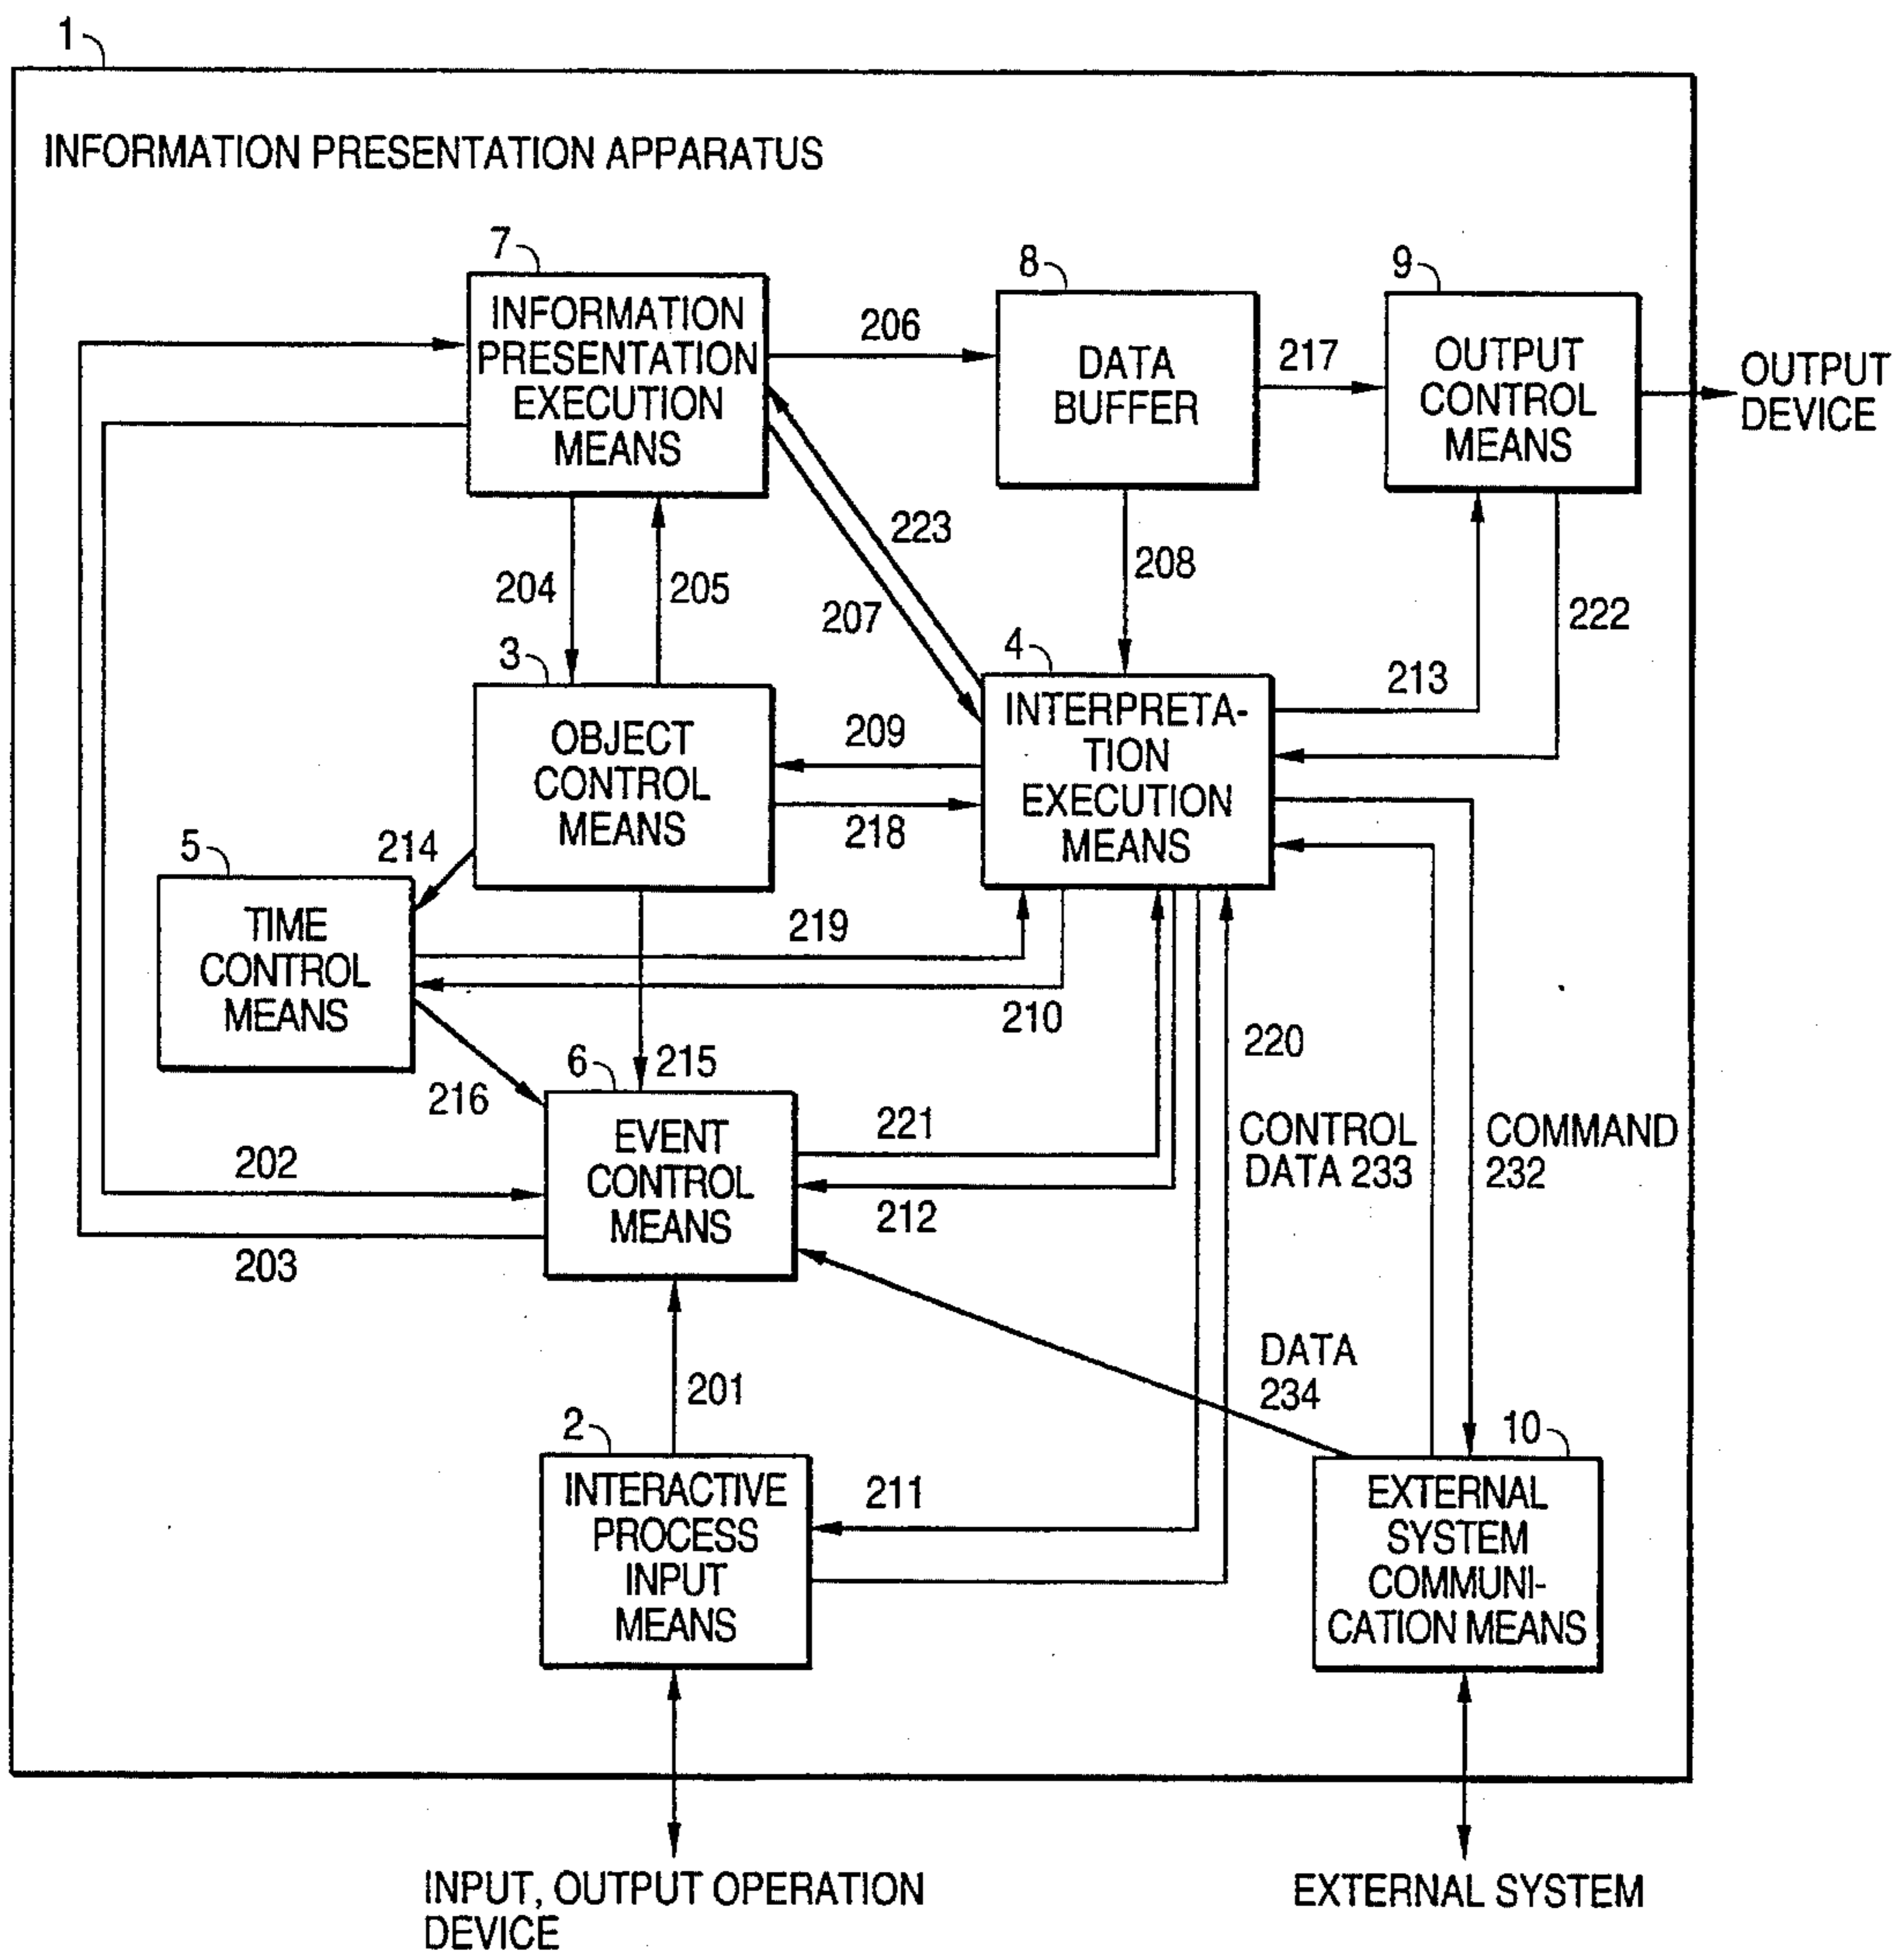 1
INFORMATION PRESENTATION APPARATUS
7
INFORMATION
PRESENTATION
EXECUTION
MEANS
206
8
DATA
BUFFER
217
9
OUTPUT
CONTROL
MEANS
OUTPUT
DEVICE
204
205
223
207
208
222
213
3
OBJECT
CONTROL
MEANS
209
218
4
INTERPRETA-
TION
EXECUTION
MEANS
214
5
TIME
CONTROL
MEANS
219
210
220
216
215
6
EVENT
CONTROL
MEANS
221
212
202
203
CONTROL
DATA 233
COMMAND
232
DATA
234
201
2
INTERACTIVE
PROCESS
INPUT
MEANS
211
10
EXTERNAL
SYSTEM
COMMUNI-
CATION MEANS
INPUT, OUTPUT OPERATION
DEVICE
EXTERNAL SYSTEM